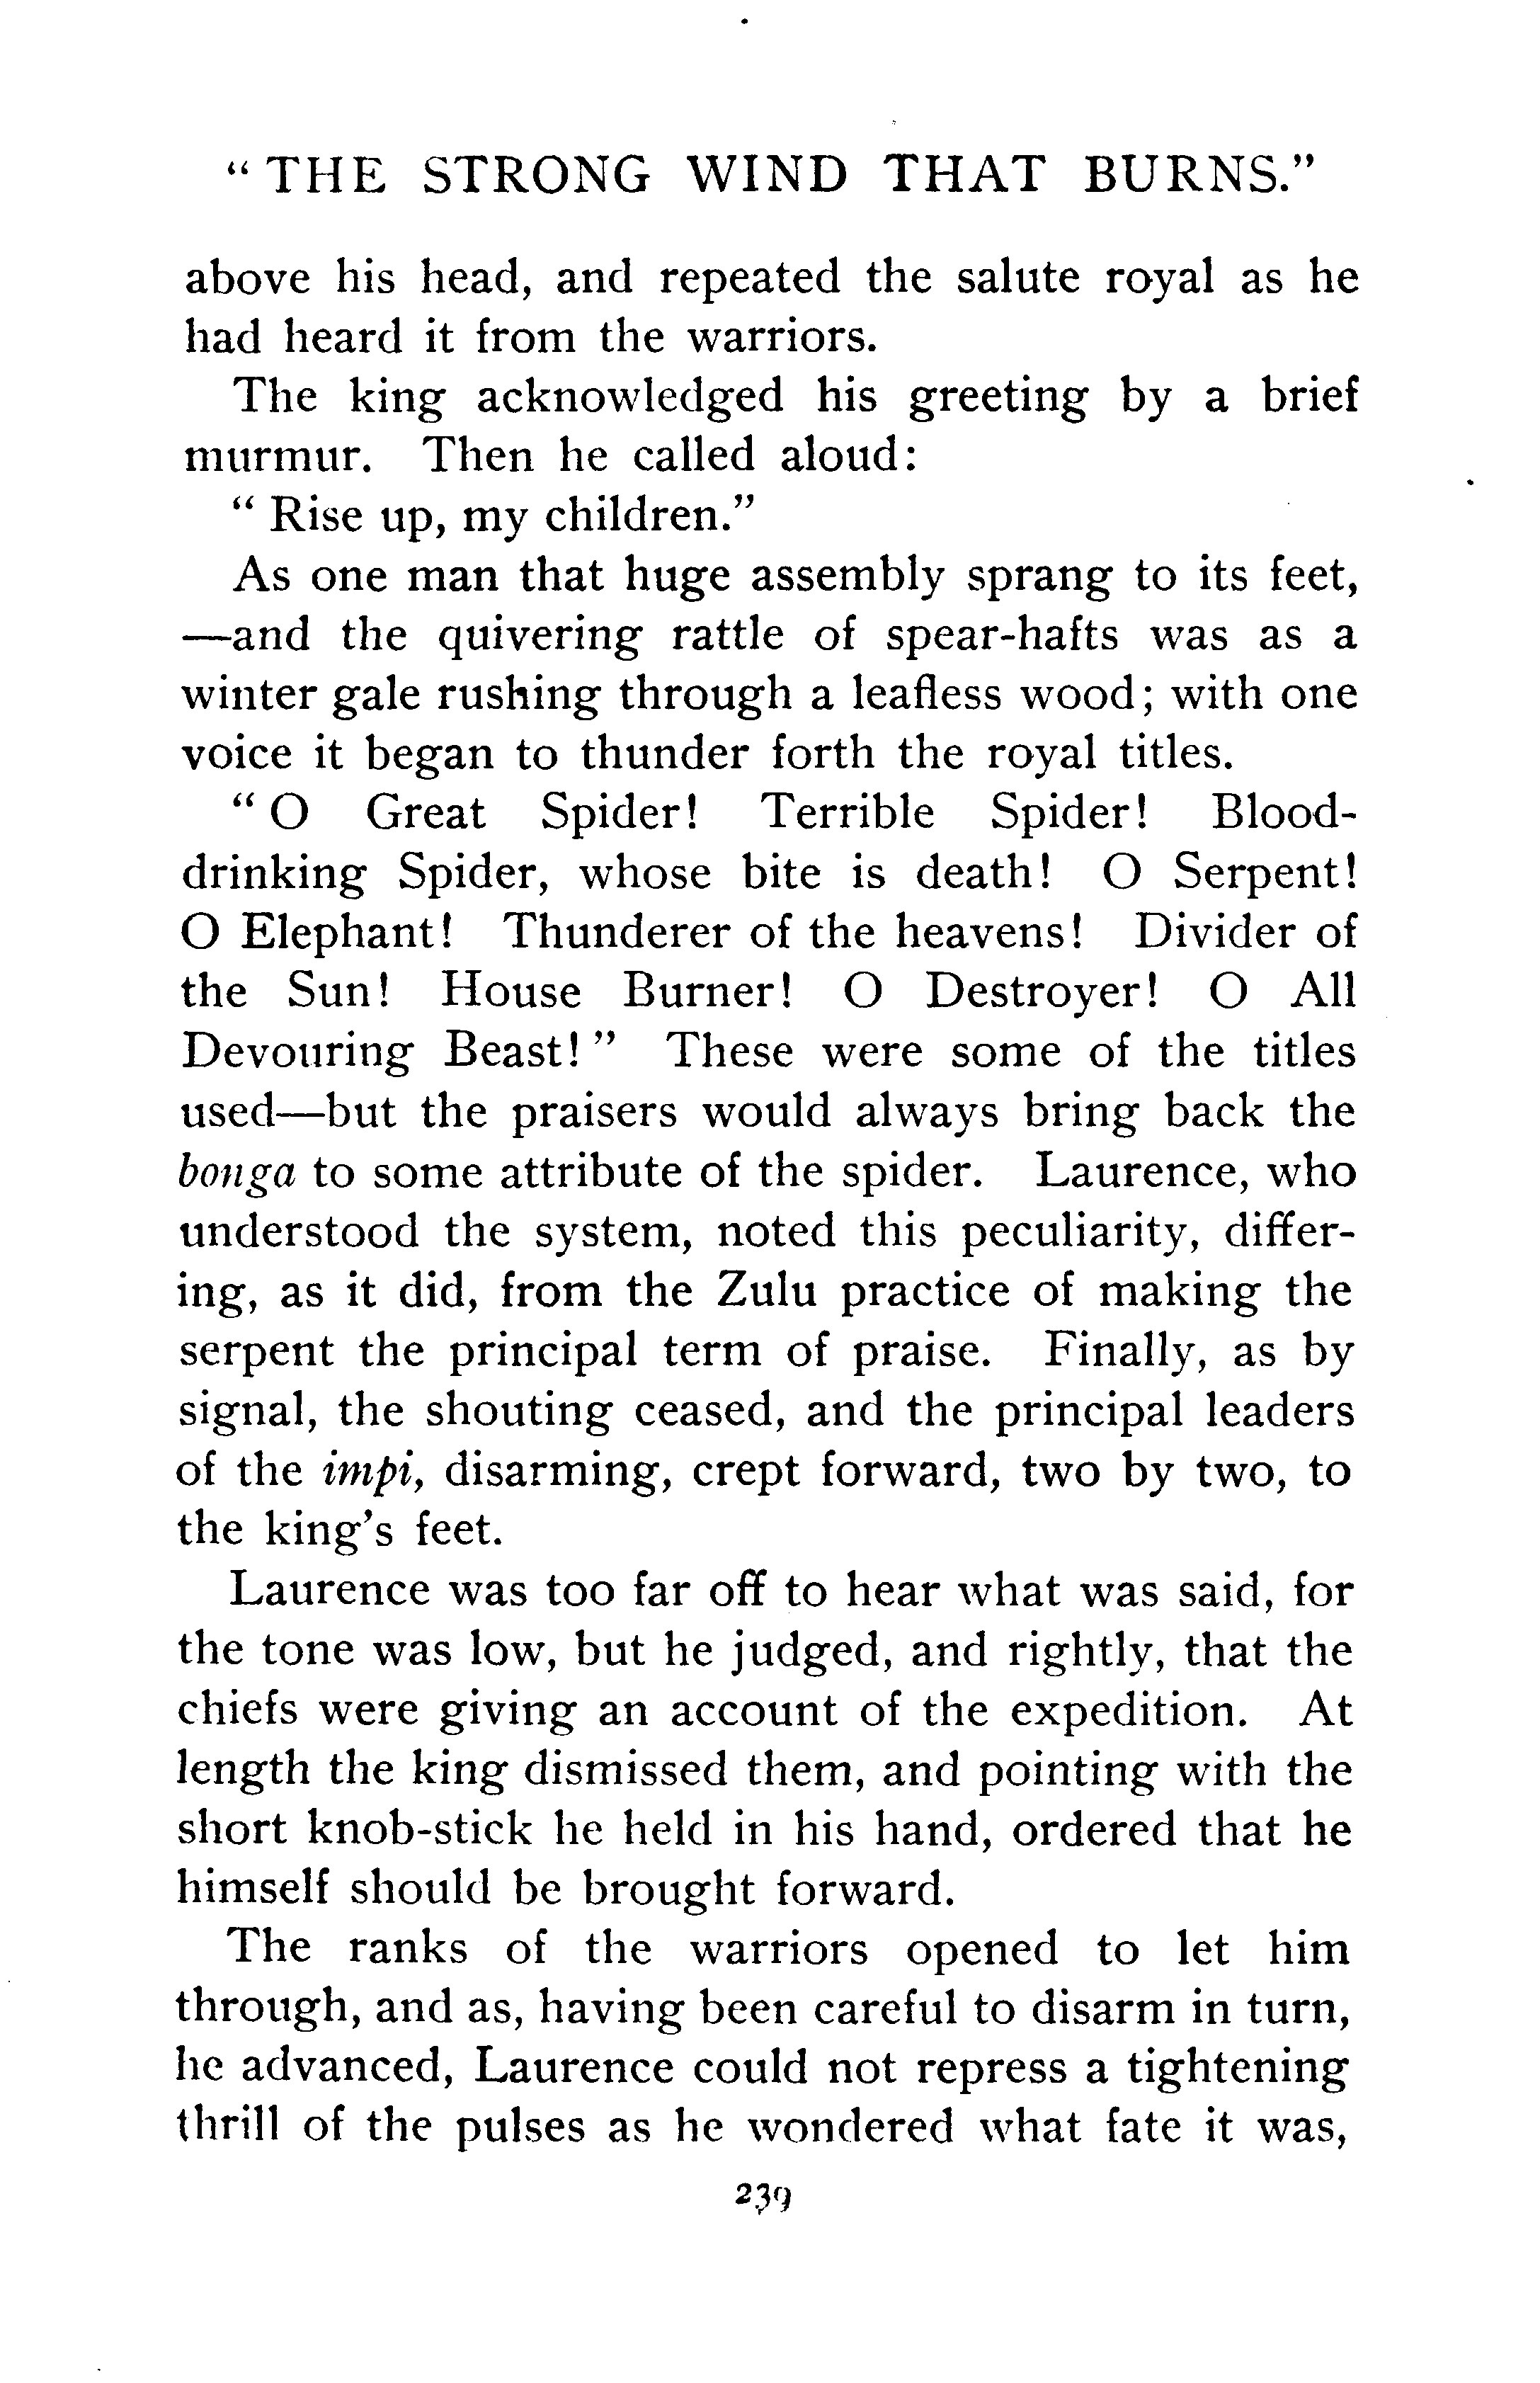 "THE STRONG WIND THAT BURNS."
above his head, and repeated the salute royal as he
had heard it from the warriors.
The king acknowledged his greeting by a brief
murmur. Then he called aloud:
"Rise up, my children."
As one man that huge assembly sprang to its feet,
—and the quivering rattle of spear-hafts was as a
winter gale rushing through a leafless wood; with one
voice it began to thunder forth the royal titles.
"O Great Spider! Terrible Spider! Blood-
drinking Spider, whose bite is death! O Serpent!
O Elephant! Thunderer of the heavens! Divider of
the Sun! House Burner! O Destroyer! O All
Devouring Beast!" These were some of the titles
used—but the praisers would always bring back the
bonga to some attribute of the spider. Laurence, who
understood the system, noted this peculiarity, differ-
ing, as it did, from the Zulu practice of making the
serpent the principal term of praise. Finally, as by
signal, the shouting ceased, and the principal leaders
of the impi, disarming, crept forward, two by two, to
the king's feet.
Laurence was too far off to hear what was said, for
the tone was low, but he judged, and rightly, that the
chiefs were giving an account of the expedition. At
length the king dismissed them, and pointing with the
short knob-stick he held in his hand, ordered that he
himself should be brought forward.
The ranks of the warriors opened to let him
through, and as, having been careful to disarm in turn,
he advanced, Laurence could not repress a tightening
thrill of the pulses as he wondered what fate it was,
239